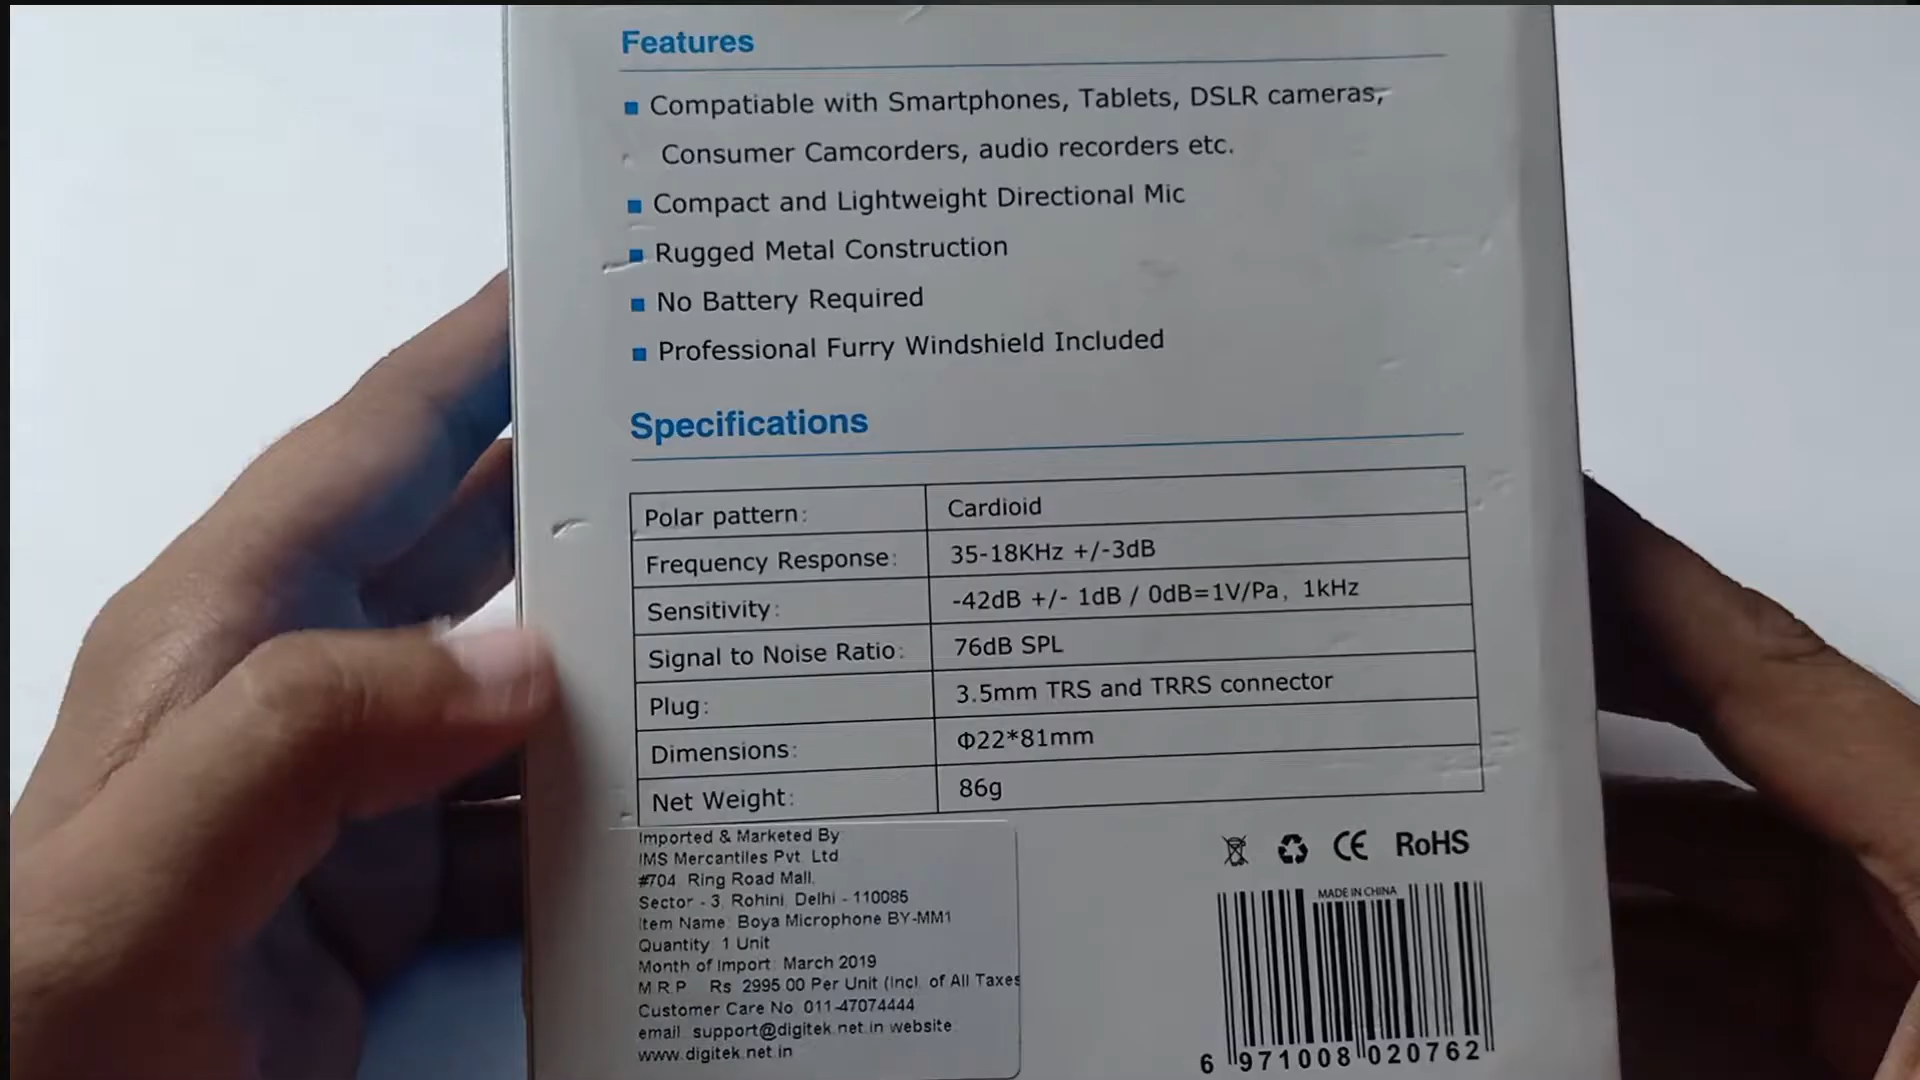 Features
■ Compatiable with Smartphones, Tablets, DSLR cameras,
Consumer Camcorders, audio recorders etc.
■ Compact and Lightweight Directional Mic
■ Rugged Metal Construction
■ No Battery Required
■ Professional Furry Windshield Included
Specifications
Polar pattern: Cardioid
Frequency Response: 35-18KHz +/-3dB
Sensitivity: -42dB +/- 1dB / 0dB=1V/Pa, 1kHz
Signal to Noise Ratio: 76dB SPL
Plug: 3.5mm TRS and TRRS connector
Dimensions: Φ22*81mm
Net Weight: 86g
Imported & Marketed By
IMS Mercantiles Pvt. Ltd
#704, Ring Road Mall,
Sector - 3, Rohini, Delhi - 110085
Item Name: Boya Microphone BY-MM1
Quantity: 1 Unit
Month of Import: March 2019
M.R.P. Rs. 2995.00 Per Unit (Incl. of All Taxes
Customer Care No. 011-47074444
email: support@digitek.net.in website:
www.digitek.net.in
CE RoHS
MADE IN CHINA
6 971008 020762